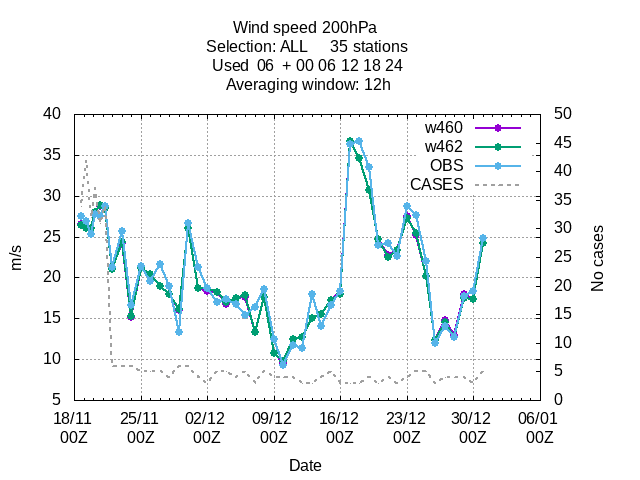 Wind speed 200hPa
Selection: ALL     35 stations
Used  06  + 00 06 12 18 24
Averaging window: 12h
40
35
30
25
20
15
10
5
m/s
50
45
40
35
30
25
20
15
10
5
0
No cases
w460
w462
OBS
CASES
18/11 25/11 02/12 09/12 16/12 23/12 30/12 06/01
00Z 00Z 00Z 00Z 00Z 00Z 00Z 00Z
Date